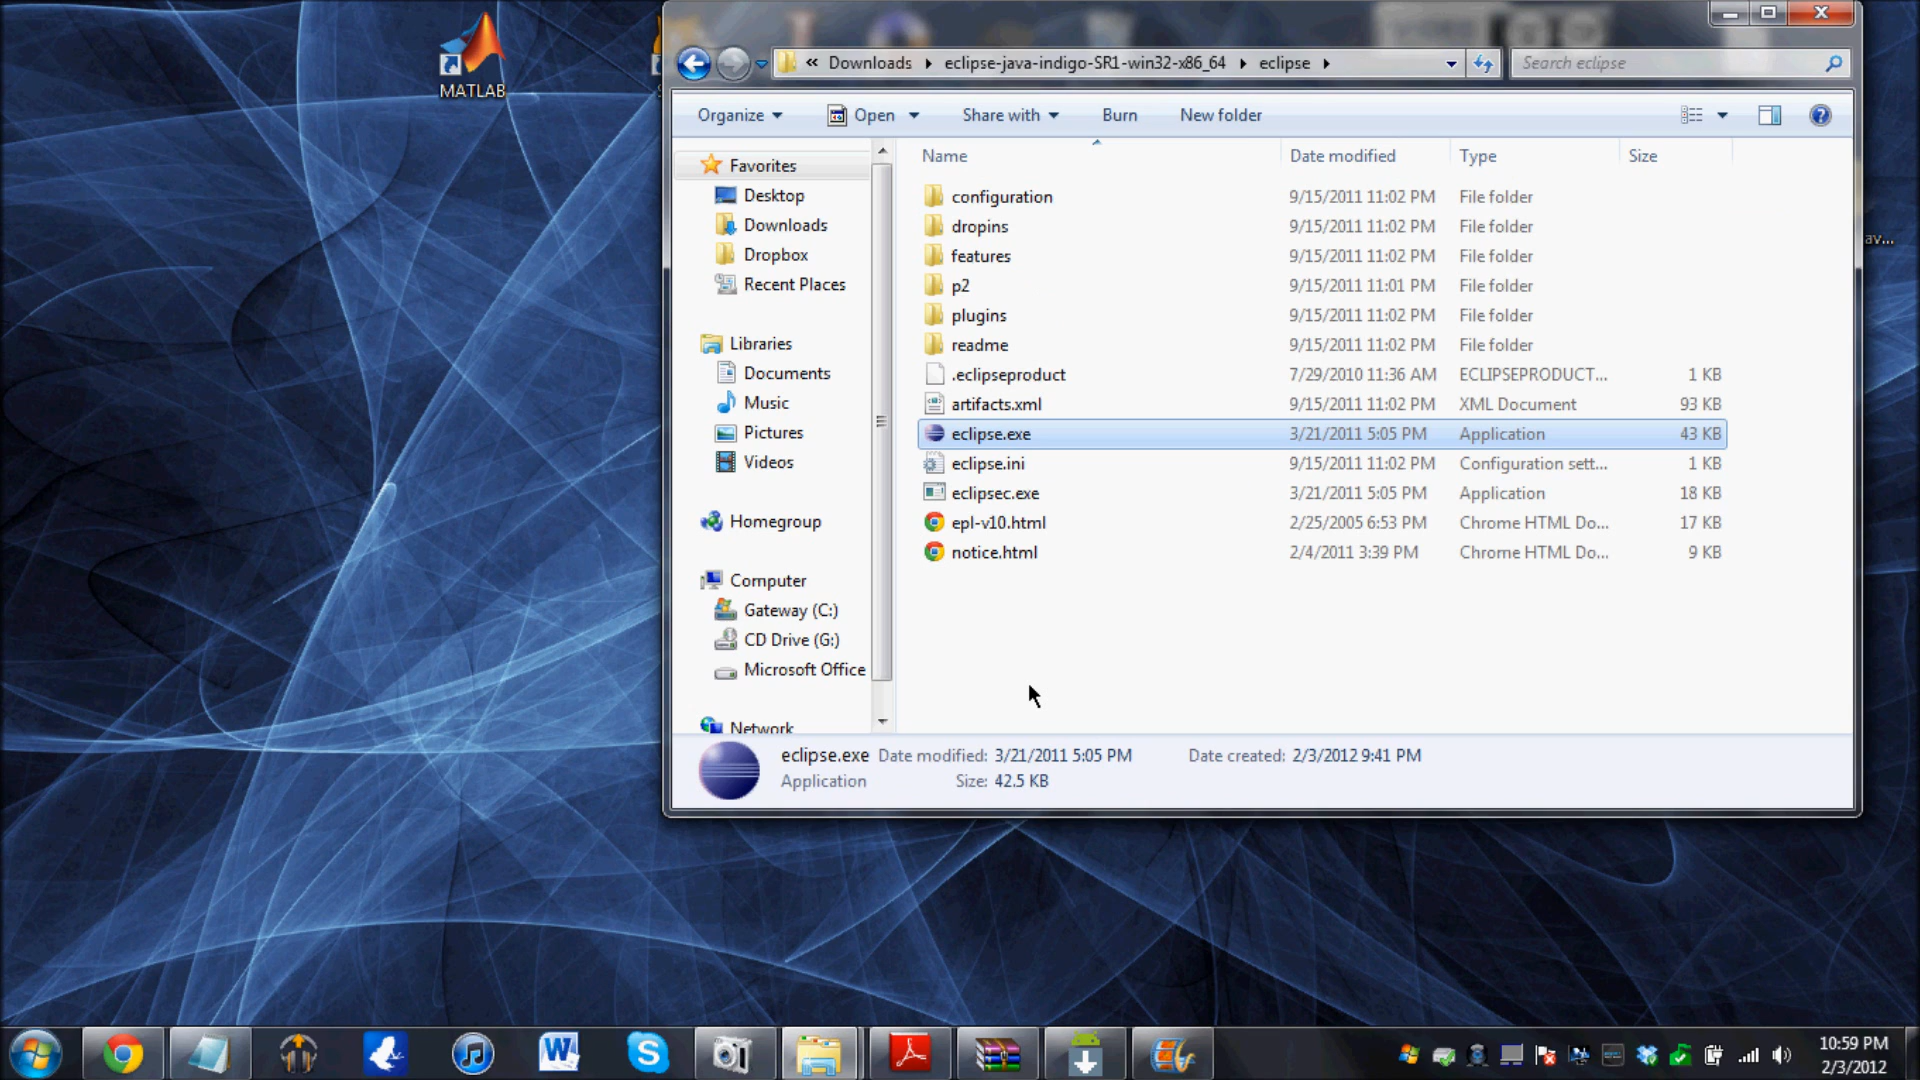 MATLAB
« Downloads eclipse-java-indigo-SR1-win32-x86_64 eclipse
Search eclipse
Organize Open Share with Burn New folder
Name Date modified Type Size
Favorites
Desktop
Downloads
Dropbox
Recent Places
Libraries
Documents
Music
Pictures
Videos
Homegroup
Computer
Gateway (C:)
CD Drive (G:)
Microsoft Office
Network
configuration 9/15/2011 11:02 PM File folder
dropins 9/15/2011 11:02 PM File folder
features 9/15/2011 11:02 PM File folder
p2 9/15/2011 11:01 PM File folder
plugins 9/15/2011 11:02 PM File folder
readme 9/15/2011 11:02 PM File folder
.eclipseproduct 7/29/2010 11:36 AM ECLIPSEPRODUCT... 1 KB
artifacts.xml 9/15/2011 11:02 PM XML Document 93 KB
eclipse.exe 3/21/2011 5:05 PM Application 43 KB
eclipse.ini 9/15/2011 11:02 PM Configuration sett... 1 KB
eclipsec.exe 3/21/2011 5:05 PM Application 18 KB
epl-v10.html 2/25/2005 6:53 PM Chrome HTML Do... 17 KB
notice.html 2/4/2011 3:39 PM Chrome HTML Do... 9 KB
av...
eclipse.exe Date modified: 3/21/2011 5:05 PM Date created: 2/3/2012 9:41 PM
Application Size: 42.5 KB
10:59 PM
2/3/2012